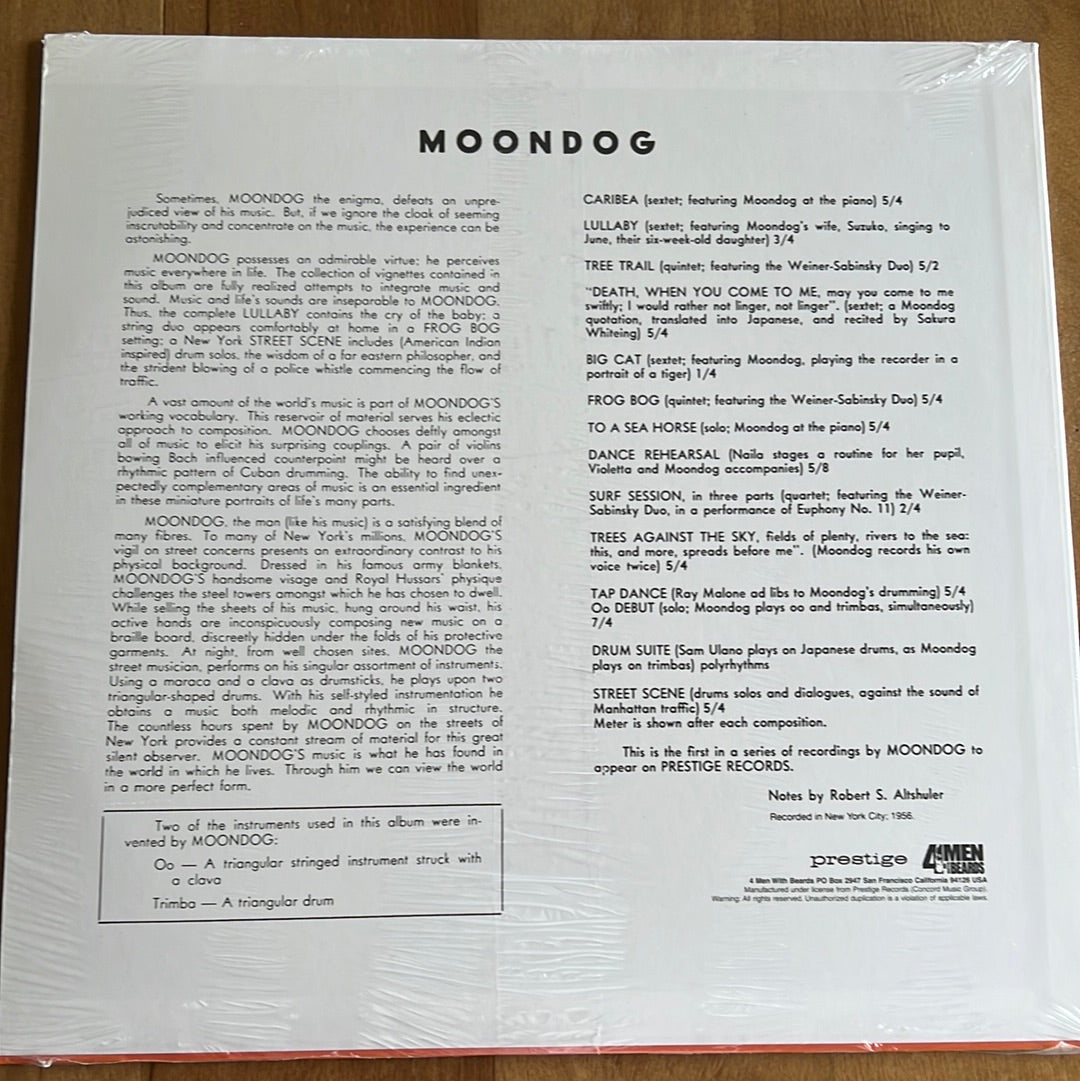 MOONDOG
Sometimes, MOONDOG the enigma, defeats an unpre-
judiced view of his music. But, if we ignore the cloak of seeming
inscrutability and concentrate on the music, the experience can be
astonishing.
MOONDOG possesses an admirable virtue; he perceives
music everywhere in life. The collection of vignettes contained in
this album are fully realized attempts to integrate music and
sound. Music and life's sounds are inseparable to MOONDOG.
Thus, the complete LULLABY contains the cry of the baby; a
string duo appears comfortably at home in a FROG BOG
setting; a New York STREET SCENE includes (American Indian
inspired) drum solos, the wisdom of a far eastern philosopher, and
the strident blowing of a police whistle commencing the flow of
traffic.
A vast amount of the world's music is part of MOONDOG'S
working vocabulary. This reservoir of material serves his eclectic
approach to composition. MOONDOG chooses deftly amongst
all of music to elicit his surprising couplings. A pair of violins
bowing Bach influenced counterpoint might be heard over a
rhythmic pattern of Cuban drumming. The ability to find unex-
pectedly complementary areas of music is an essential ingredient
in these miniature portraits of life's many parts.
MOONDOG, the man (like his music) is a satisfying blend of
many fibres. To many of New York's millions, MOONDOG'S
vigil on street concerns presents an extraordinary contrast to his
physical background. Dressed in his famous army blankets,
MOONDOG'S handsome visage and Royal Hussars' physique
challenges the steel towers amongst which he has chosen to dwell.
While selling the sheets of his music, hung around his waist, his
active hands are inconspicuously composing new music on a
braille board, discreetly hidden under the folds of his protective
garments. At night, from well chosen sites, MOONDOG the
street musician, performs on his singular assortment of instruments.
Using a maraca and a clava as drumsticks, he plays upon two
triangular-shaped drums. With his self-styled instrumentation he
obtains a music both melodic and rhythmic in structure.
The countless hours spent by MOONDOG on the streets of
New York provides a constant stream of material for this great
silent observer. MOONDOG'S music is what he has found in
the world in which he lives. Through him we can view the world
in a more perfect form.
Two of the instruments used in this album were in-
vented by MOONDOG:
Oo — A triangular stringed instrument struck with
a clava
Trimba — A triangular drum
CARIBEA (sextet; featuring Moondog at the piano) 5/4
LULLABY (sextet; featuring Moondog's wife, Suzuko, singing to
June, their six-week-old daughter) 3/4
TREE TRAIL (quintet; featuring the Weiner-Sabinsky Duo) 5/2
"DEATH, WHEN YOU COME TO ME, may you come to me
swiftly; I would rather not linger, not linger". (sextet; a Moondog
quotation, translated into Japanese, and recited by Sakura
Whiteing) 5/4
BIG CAT (sextet; featuring Moondog, playing the recorder in a
portrait of a tiger) 1/4
FROG BOG (quintet; featuring the Weiner-Sabinsky Duo) 5/4
TO A SEA HORSE (solo; Moondog at the piano) 5/4
DANCE REHEARSAL (Naila stages a routine for her pupil,
Violetta and Moondog accompanies) 5/8
SURF SESSION, in three parts (quartet; featuring the Weiner-
Sabinsky Duo, in a performance of Euphony No. 11) 2/4
TREES AGAINST THE SKY, fields of plenty, rivers to the sea:
this, and more, spreads before me". (Moondog records his own
voice twice) 5/4
TAP DANCE (Ray Malone ad libs to Moondog's drumming) 5/4
Oo DEBUT (solo; Moondog plays oo and trimbas, simultaneously)
7/4
DRUM SUITE (Sam Ulano plays on Japanese drums, as Moondog
plays on trimbas) polyrhythms
STREET SCENE (drums solos and dialogues, against the sound of
Manhattan traffic) 5/4
Meter is shown after each composition.
This is the first in a series of recordings by MOONDOG to
appear on PRESTIGE RECORDS.
Notes by Robert S. Altshuler
Recorded in New York City; 1956.
prestige 4 MEN WITH BEARDS
4 Men With Beards PO Box 2947 San Francisco California 94126 USA
Manufactured under license from Prestige Records (Concord Music Group).
Warning: All rights reserved. Unauthorized duplication is a violation of applicable laws.